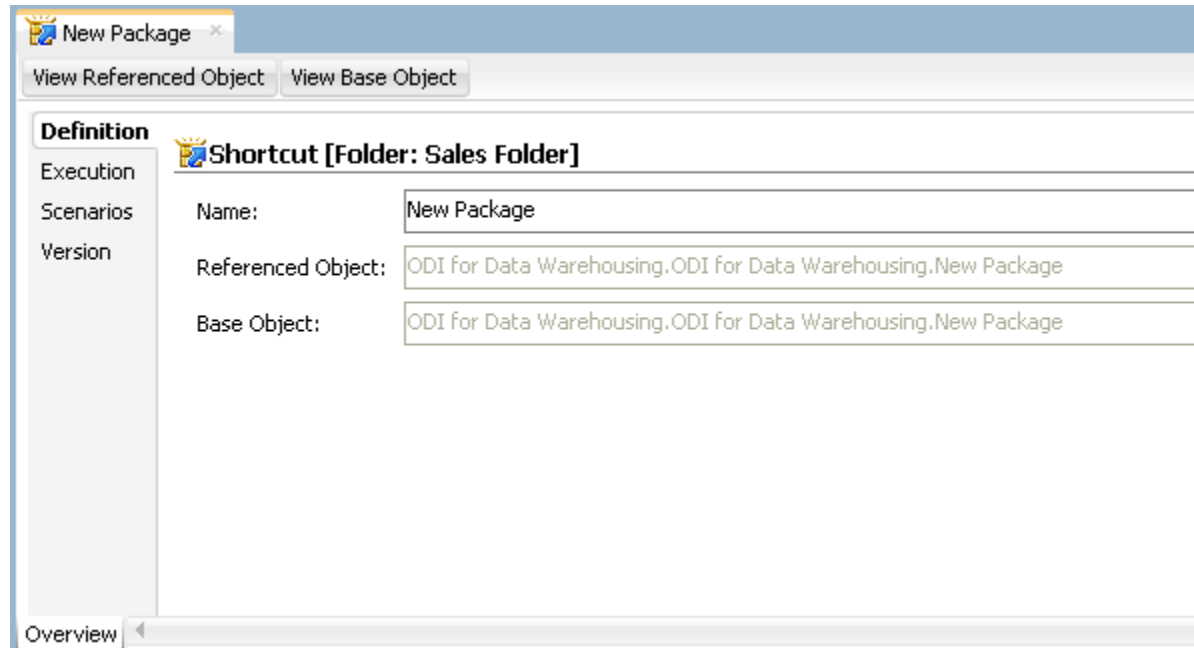 New Package
View Referenced Object View Base Object
Definition
Execution
Scenarios
Version
Shortcut [Folder: Sales Folder]
Name: New Package
Referenced Object: ODI for Data Warehousing.ODI for Data Warehousing.New Package
Base Object: ODI for Data Warehousing.ODI for Data Warehousing.New Package
Overview